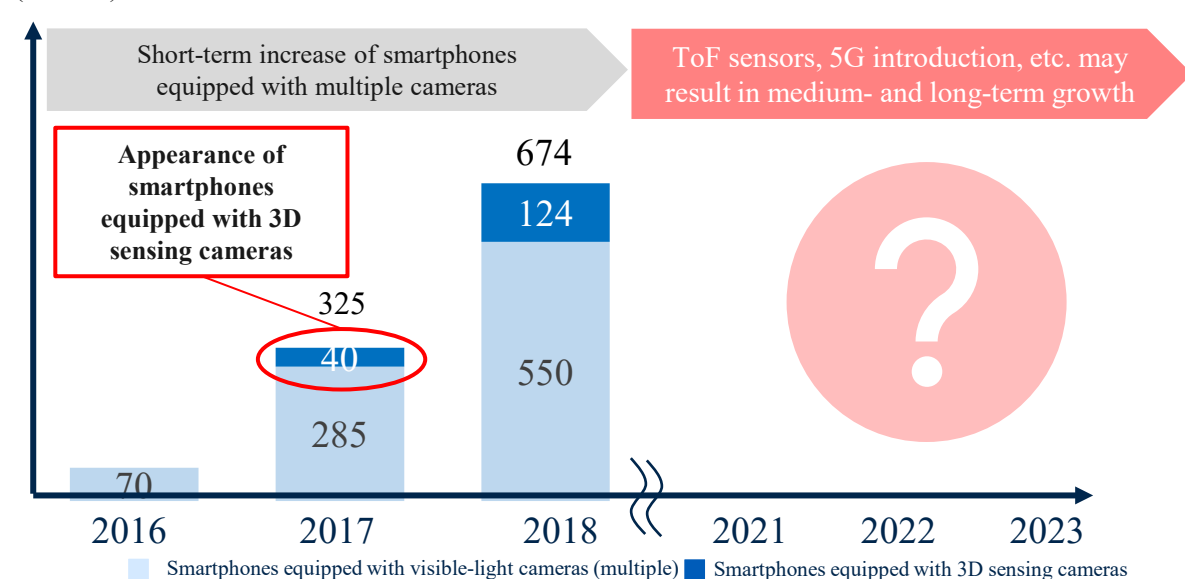 Short-term increase of smartphones
equipped with multiple cameras
ToF sensors, 5G introduction, etc. may
result in medium- and long-term growth
Appearance of
smartphones
equipped with 3D
sensing cameras
674
124
550
325
40
285
70
?
2016 2017 2018 2021 2022 2023
Smartphones equipped with visible-light cameras (multiple) Smartphones equipped with 3D sensing cameras